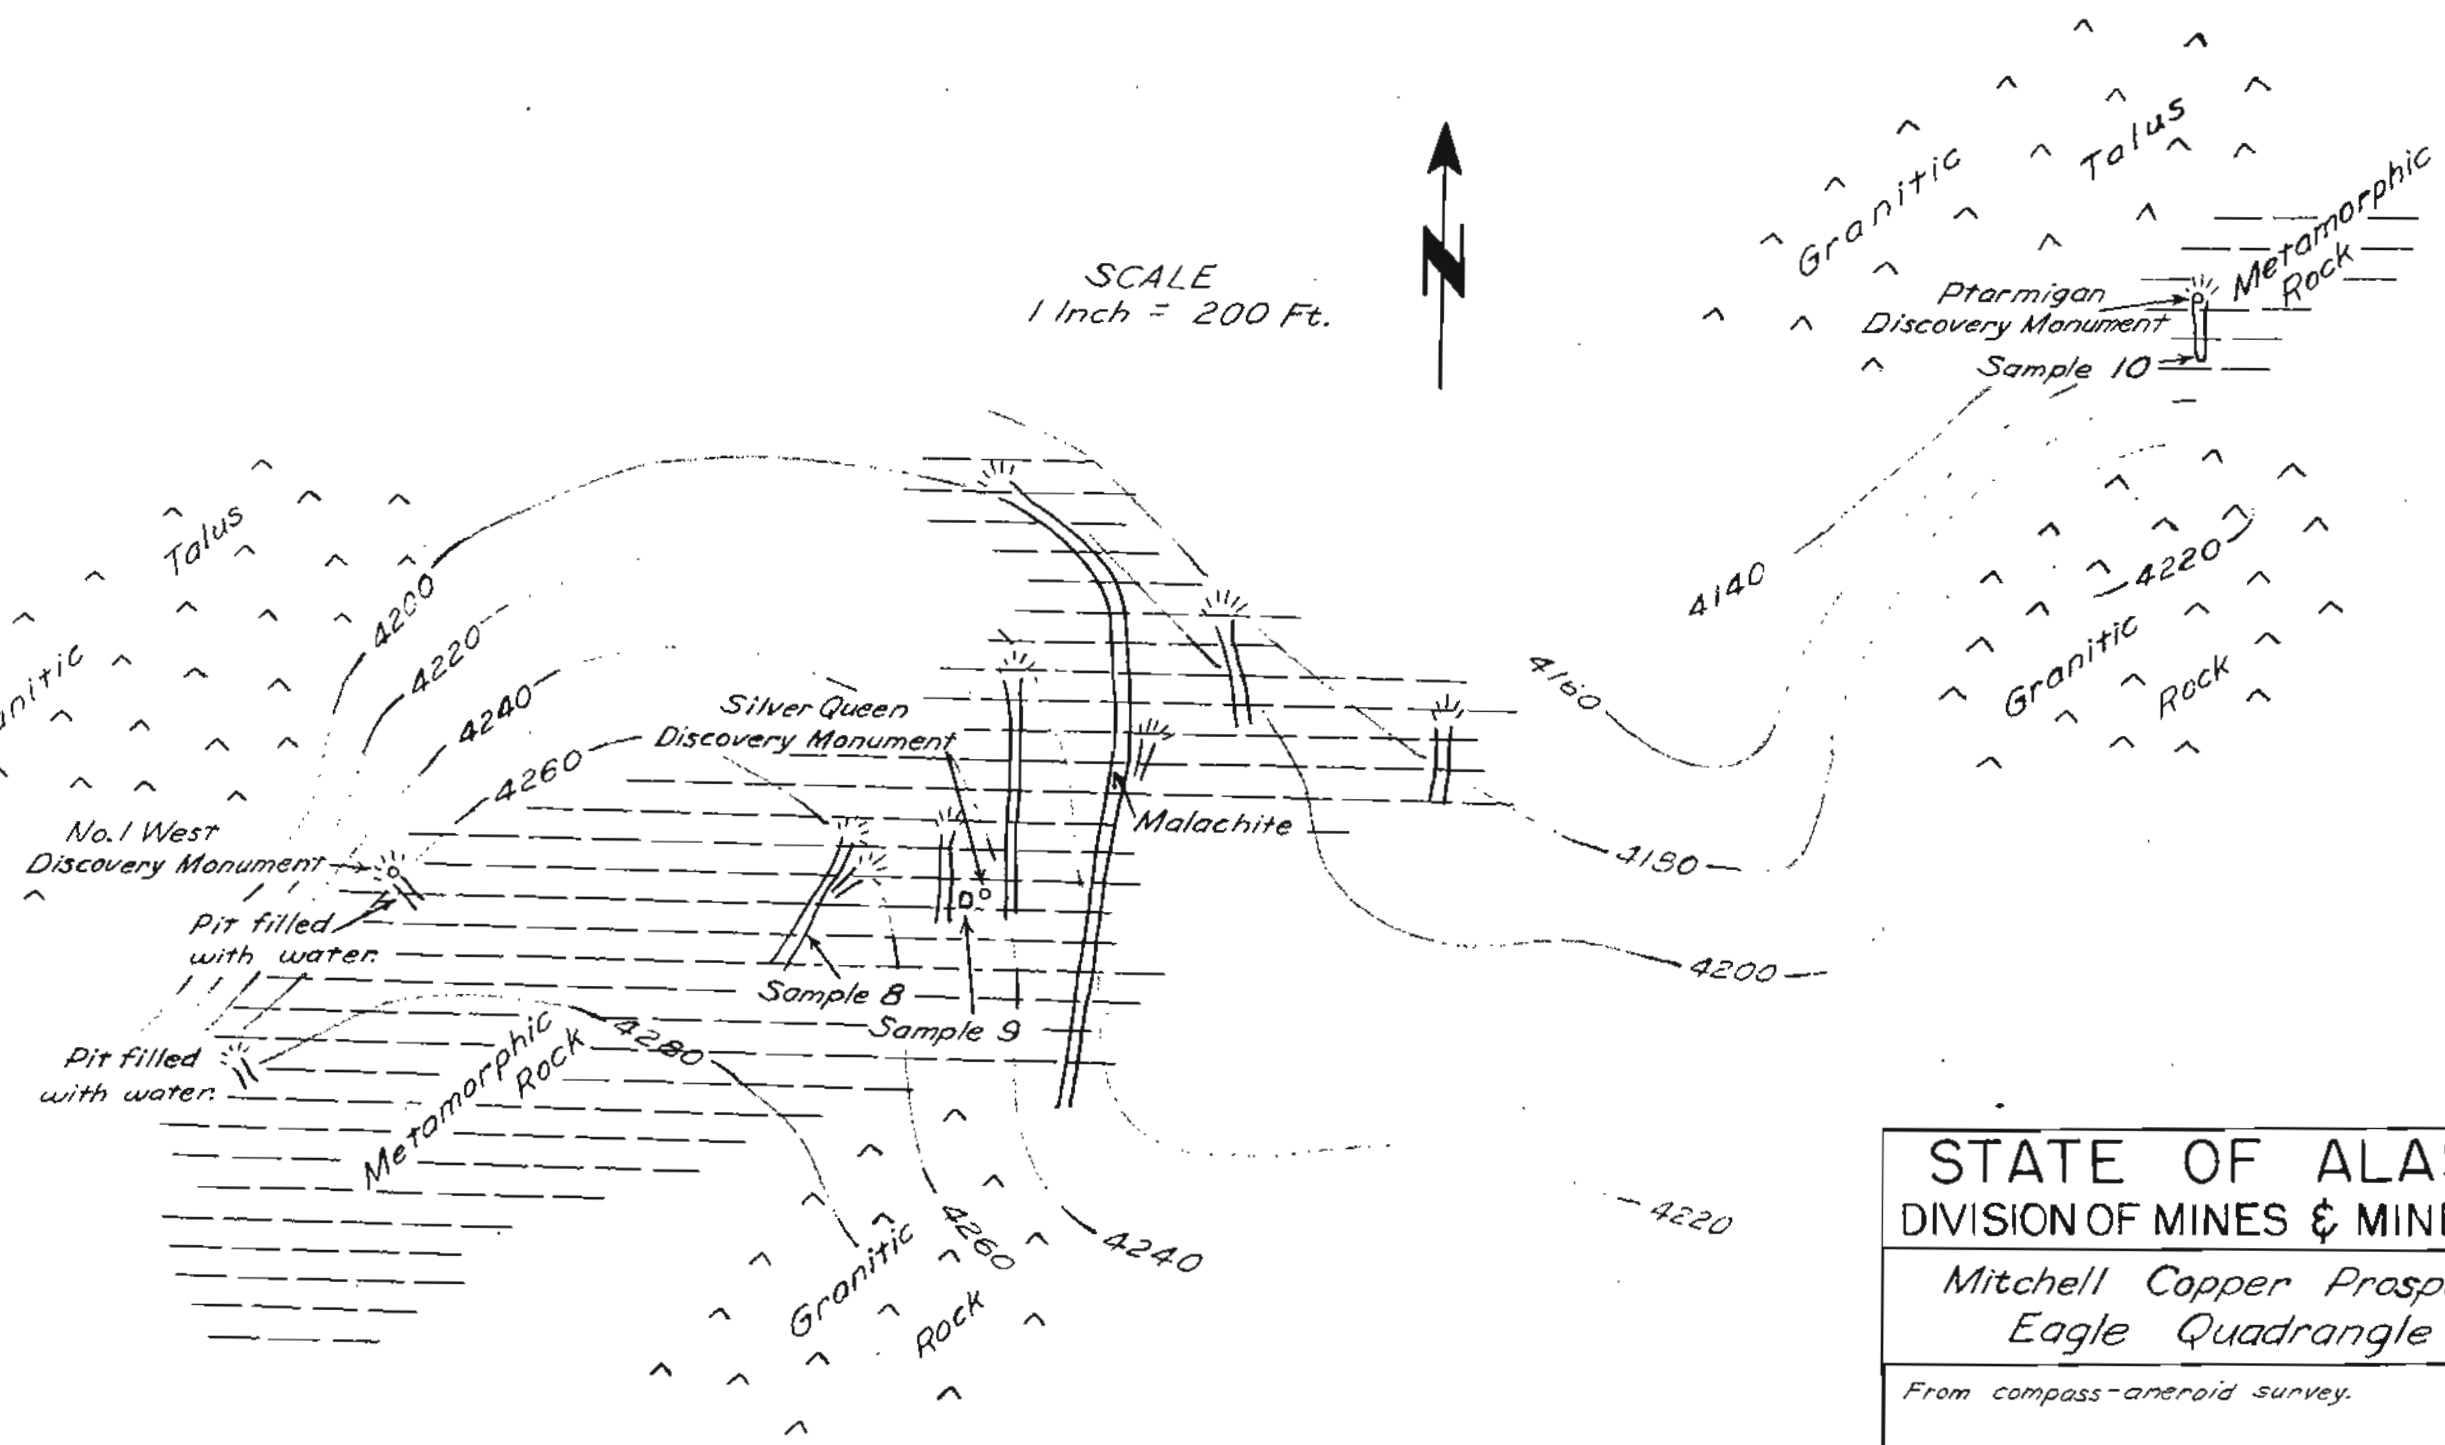 Talus
Granitic
Metamorphic
Rock
N
SCALE
1 Inch = 200 Ft.
Ptarmigan
Discovery Monument
Sample 10
Talus
4200
4220
4240
4260
4140
4160
4220
Granitic
Rock
Silver Queen
Discovery Monument
Malachite
4180
4200
No. 1 West
Discovery Monument
Pit filled
with water.
Sample 8
Sample 9
Pit filled
with water.
Metamorphic
Rock
4280
4260
4240
4220
Granitic
Rock
anitic
STATE OF ALAS
DIVISION OF MINES & MINE
Mitchell Copper Prosp
Eagle Quadrangle
From compass-aneroid survey.